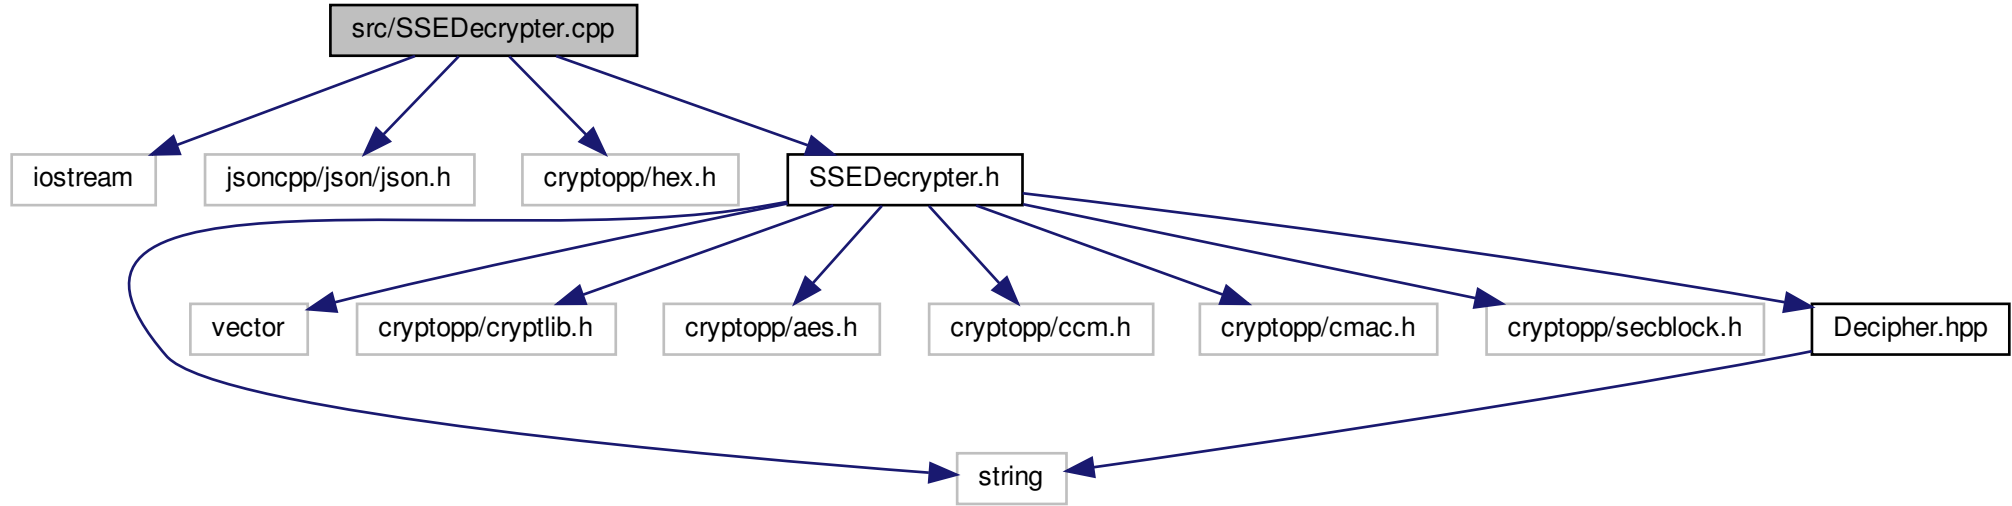 src/SSEDecrypter.cpp
iostream
jsoncpp/json/json.h
cryptopp/hex.h
SSEDecrypter.h
vector
cryptopp/cryptlib.h
cryptopp/aes.h
cryptopp/ccm.h
cryptopp/cmac.h
cryptopp/secblock.h
Decipher.hpp
string